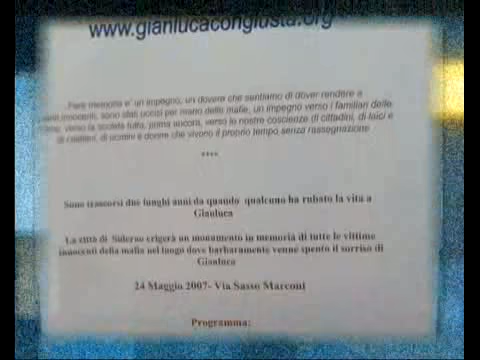 www.gianlucacongiusta.org
Fare memoria e' un impegno, un dovere che sentiamo di dover rendere a
innocenti, sono stati uccisi per mano delle mafie, un impegno verso i familiari delle
verso la società tutta, prima ancora, verso le nostre coscienze di cittadini, di laici e
di cristiani, di uomini e donne che vivono il proprio tempo senza rassegnazione
****
Sono trascorsi due lunghi anni da quando qualcuno ha rubato la vita a
Gianluca
La città di Siderno erigerà un monumento in memoria di tutte le vittime
innocenti della mafia nel luogo dove barbaramente venne spento il sorriso di
Gianluca
24 Maggio 2007- Via Sasso Marconi
Programma: